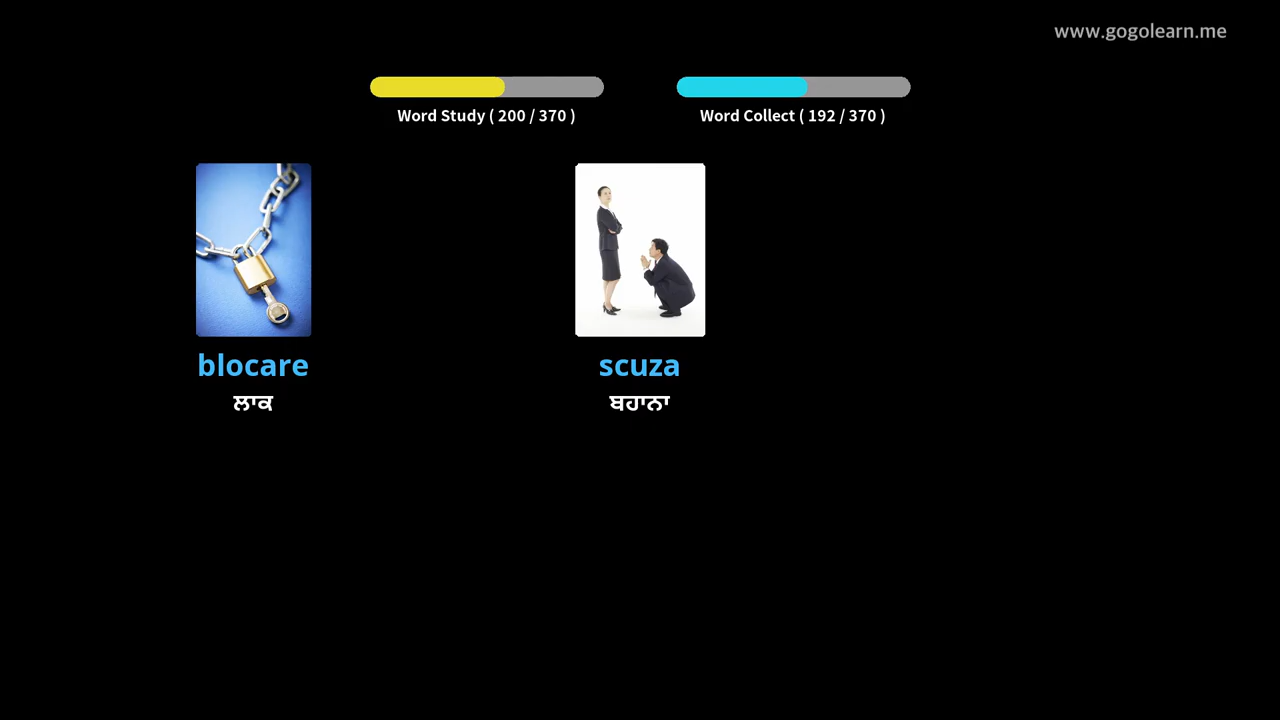 www.gogolearn.me
Word Study ( 200 / 370 )
Word Collect ( 192 / 370 )
blocare
ਲਾਕ
scuza
ਬਹਾਨਾ